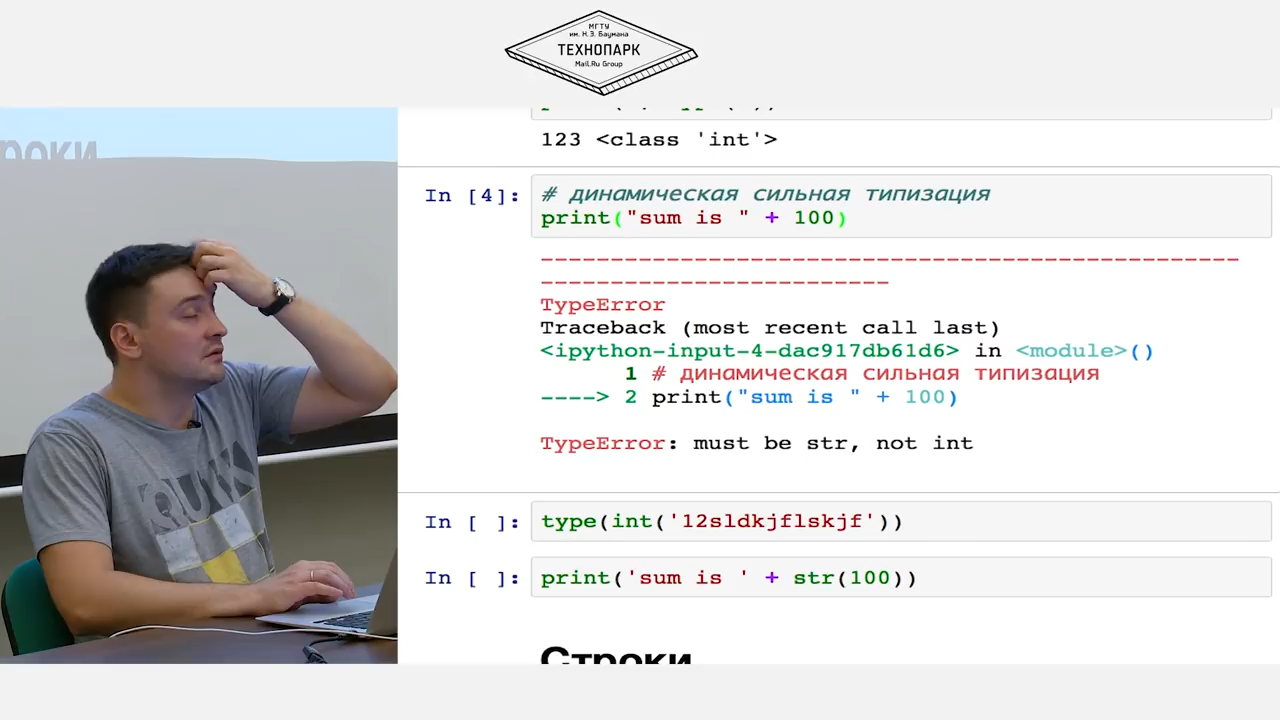 МГТУ
им. Н.Э. Баумана
ТЕХНОПАРК
Mail.Ru Group
роки
123 <class 'int'>
In [4]:
# динамическая сильная типизация
print("sum is " + 100)
---------------------------------------------------------------------------
TypeError
Traceback (most recent call last)
<ipython-input-4-dac917db61d6> in <module>()
1 # динамическая сильная типизация
----> 2 print("sum is " + 100)
TypeError: must be str, not int
In [ ]:
type(int('12sldkjflskjf'))
In [ ]:
print('sum is ' + str(100))
Строки